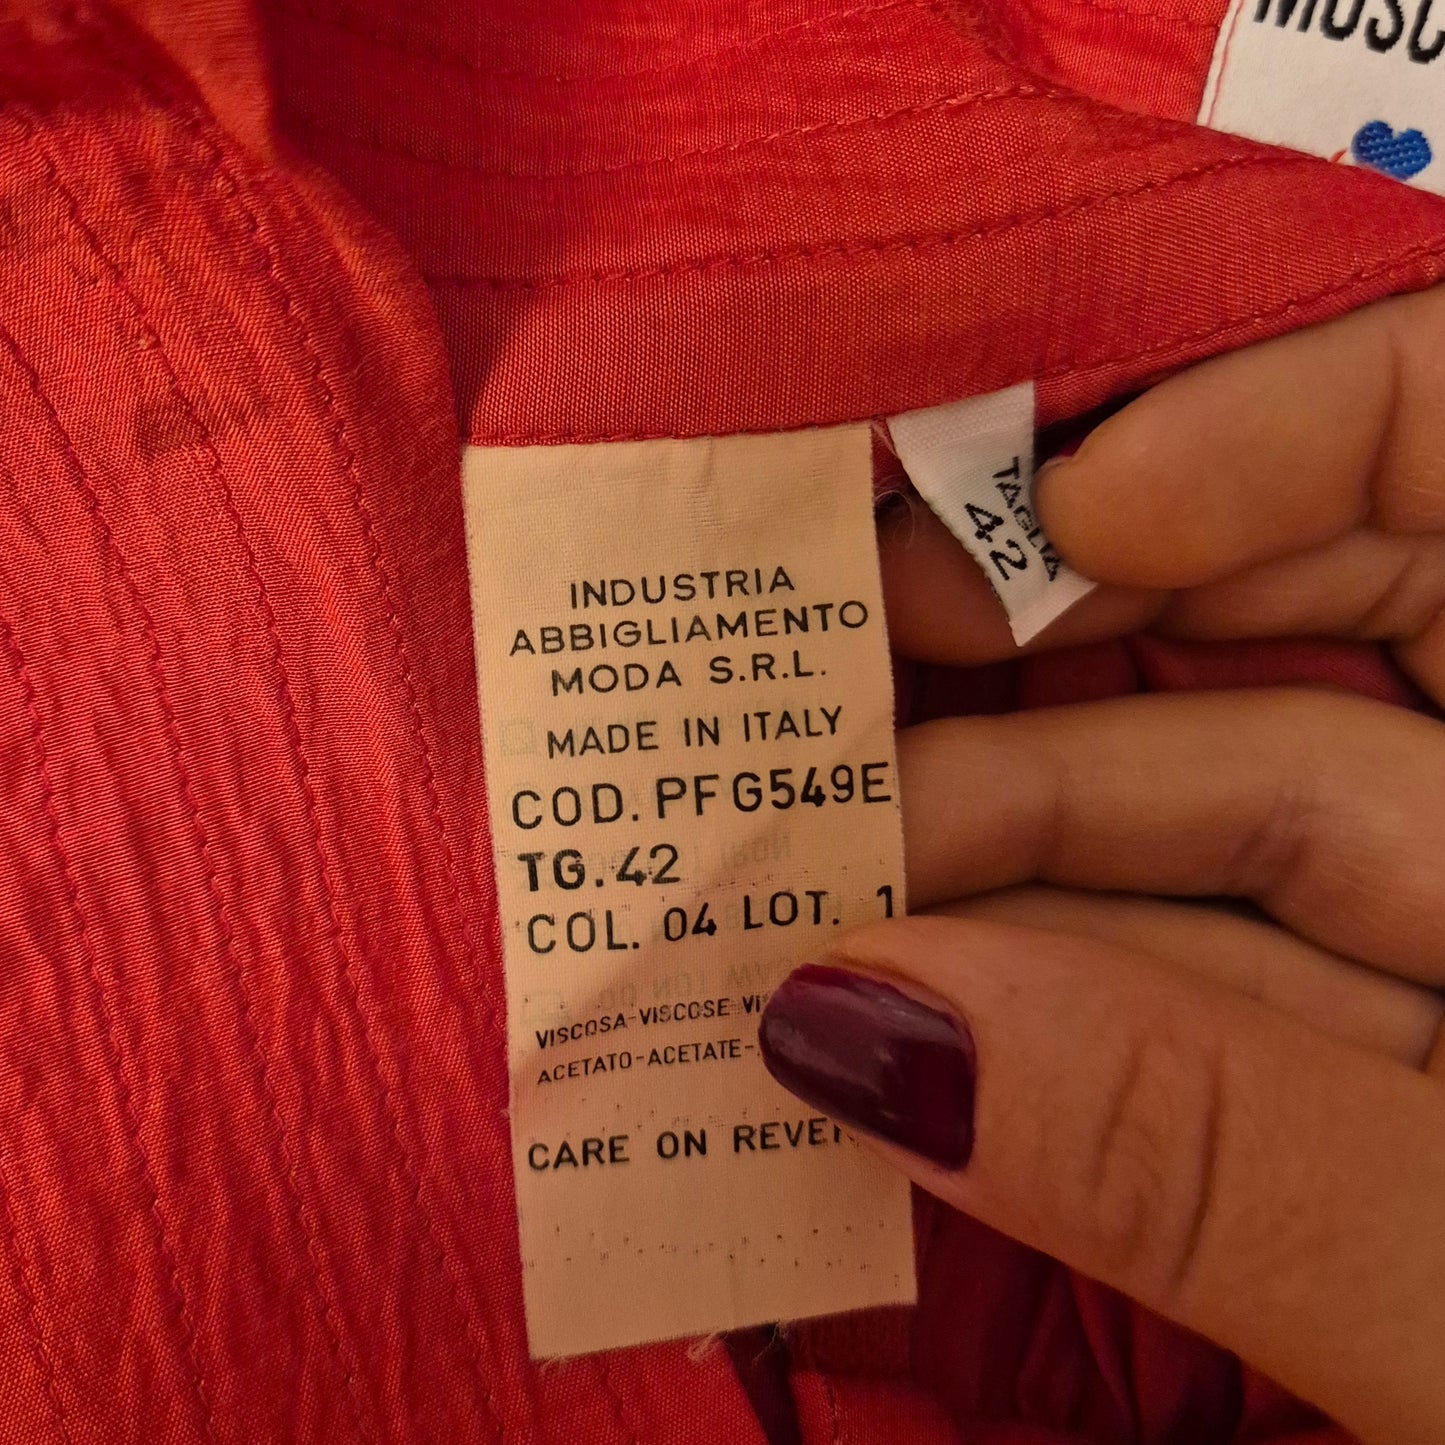 MOSC
TAGLIA
42
INDUSTRIA
ABBIGLIAMENTO
MODA S.R.L.
MADE IN ITALY
COD. PFG549E
TG. 42
COL. 04 LOT. 1
VISCOSA-VISCOSE
ACETATO-ACETATE-
CARE ON